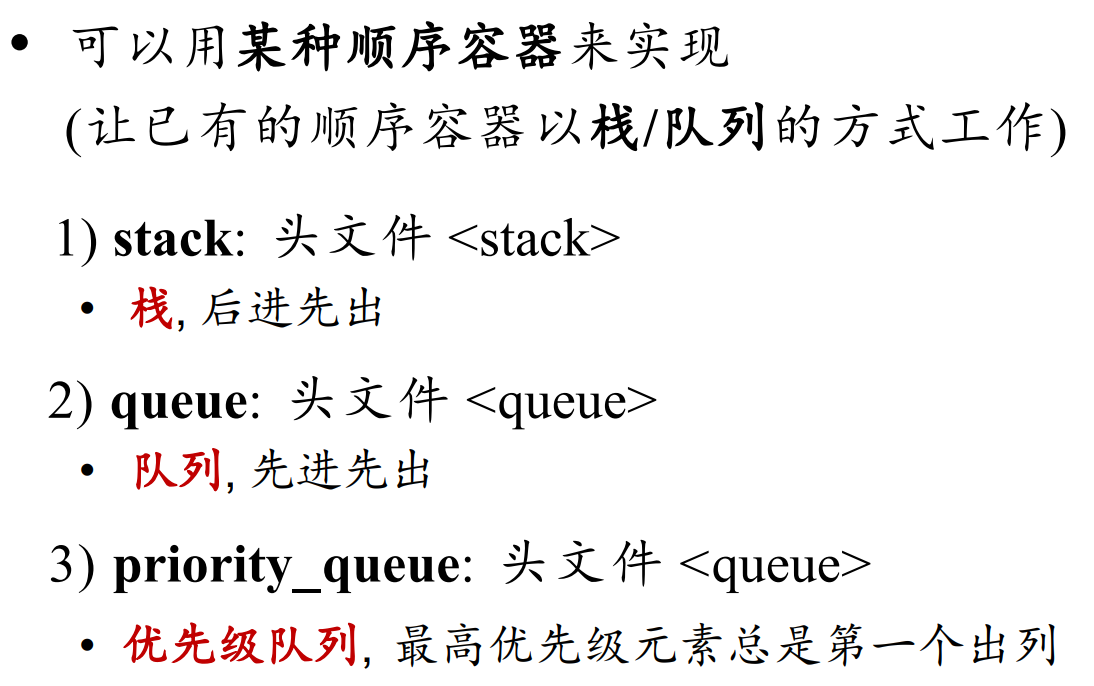 • 可以用某种顺序容器来实现
(让已有的顺序容器以栈/队列的方式工作)
1) stack: 头文件 <stack>
• 栈, 后进先出
2) queue: 头文件 <queue>
• 队列, 先进先出
3) priority_queue: 头文件 <queue>
• 优先级队列, 最高优先级元素总是第一个出列